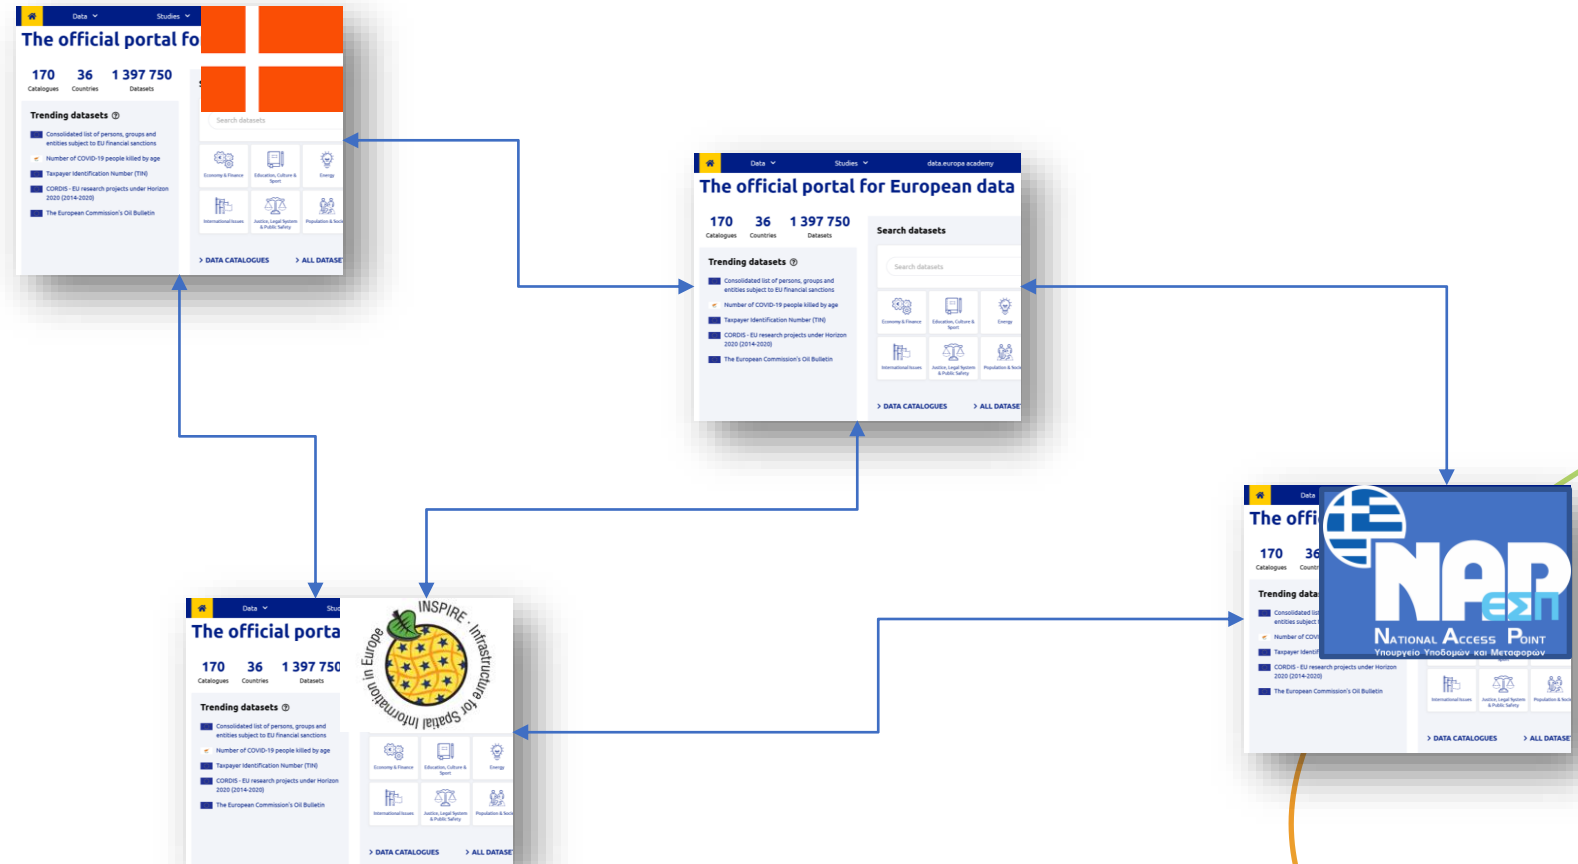 Data
Studies
The official portal fo
170
36
1 397 750
Catalogues
Countries
Datasets
Trending datasets
Search datasets
Consolidated list of persons, groups and
entities subject to EU financial sanctions
Number of COVID-19 people killed by age
Taxpayer Identification Number (TIN)
CORDIS - EU research projects under Horizon
2020 (2014-2020)
The European Commission's Oil Bulletin
Economy & Finance
Education, Culture &
Sport
Energy
International Issues
Justice, Legal System
& Public Safety
Population & Soci
> DATA CATALOGUES
> ALL DATASE
Data
Studies
data.europa academy
The official portal for European data
170
36
1 397 750
Catalogues
Countries
Datasets
Search datasets
Trending datasets
Search datasets
Consolidated list of persons, groups and
entities subject to EU financial sanctions
Number of COVID-19 people killed by age
Taxpayer Identification Number (TIN)
CORDIS - EU research projects under Horizon
2020 (2014-2020)
The European Commission's Oil Bulletin
Economy & Finance
Education, Culture &
Sport
Energy
International Issues
Justice, Legal System
& Public Safety
Population & Socie
> DATA CATALOGUES
> ALL DATASE
Data
Stud
The official porta
170
36
1 397 750
Catalogues
Countries
Datasets
INSPIRE · Infrastructure for Spatial Information in Europe
Trending datasets
Consolidated list of persons, groups and
entities subject to EU financial sanctions
Number of COVID-19 people killed by age
Taxpayer Identification Number (TIN)
CORDIS - EU research projects under Horizon
2020 (2014-2020)
The European Commission's Oil Bulletin
Economy & Finance
Education, Culture &
Sport
Energy
International Issues
Justice, Legal System
& Public Safety
Population & Soci
> DATA CATALOGUES
> ALL DATASE
Data
The offi
170
36
Catalogues
Countr
Trending data
Consolidated lis
entities subject
Number of COVI
Taxpayer Identif
CORDIS - EU research projects under Horizon
2020 (2014-2020)
The European Commission's Oil Bulletin
NAP
ΕΣΠ
NATIONAL ACCESS POINT
Υπουργείο Υποδομών και Μεταφορών
International Issues
Justice, Legal System
& Public Safety
Population & Soci
> DATA CATALOGUES
> ALL DATASE